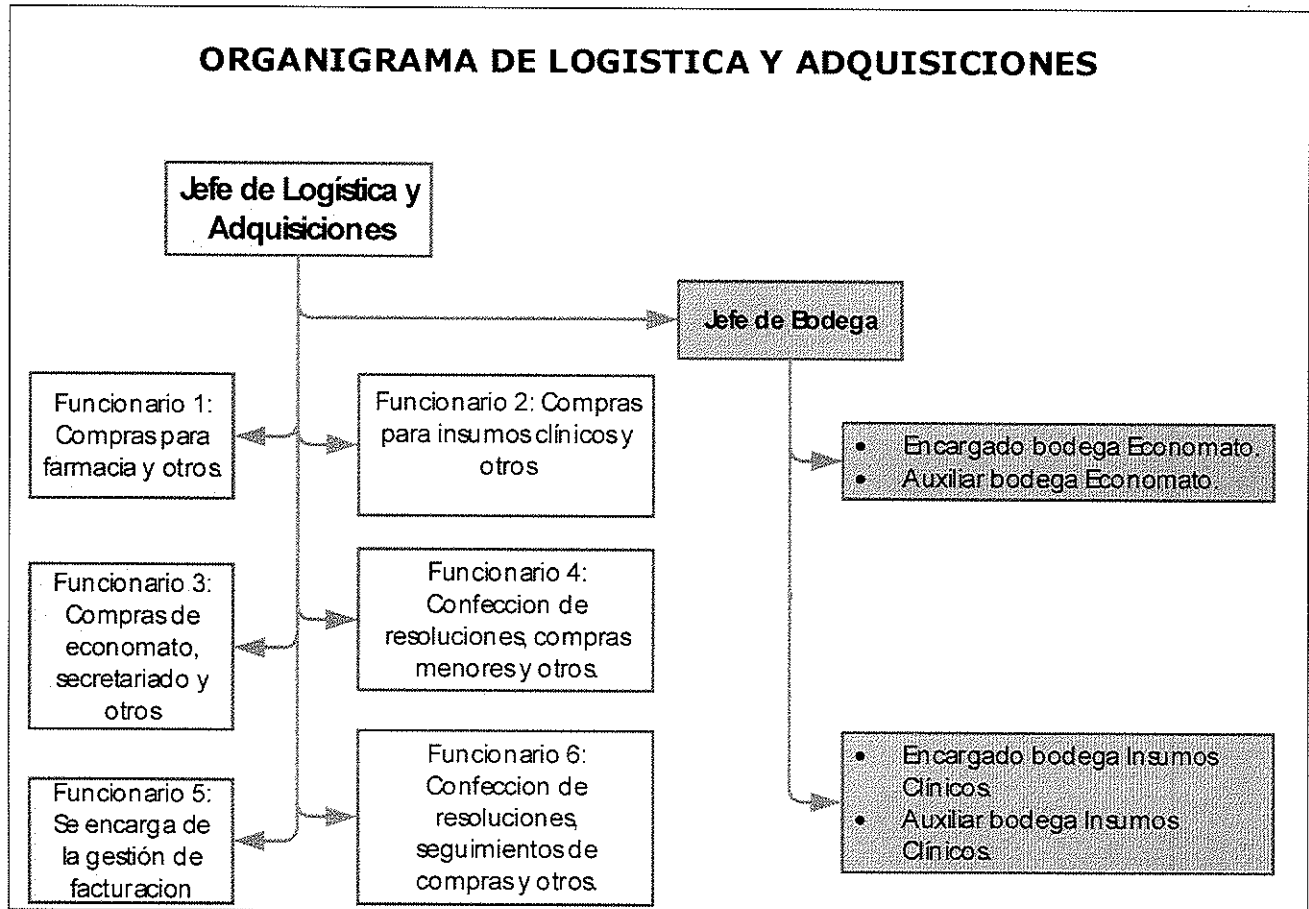 ORGANIGRAMA DE LOGISTICA Y ADQUISICIONES
Jefe de Logística y
Adquisiciones
Jefe de Bodega
Funcionario 1:
Compras para
farmacia y otros.
Funcionario 2: Compras
para insumos clínicos y
otros
• Encargado bodega Economato.
• Auxiliar bodega Economato.
Funcionario 3:
Compras de
economato,
secretariado y
otros
Funcionario 4:
Confeccion de
resoluciones, compras
menores y otros.
Funcionario 5:
Se encarga de
la gestión de
facturacion
Funcionario 6:
Confeccion de
resoluciones,
seguimientos de
compras y otros.
• Encargado bodega Insumos
Clínicos.
• Auxiliar bodega Insumos
Clínicos.